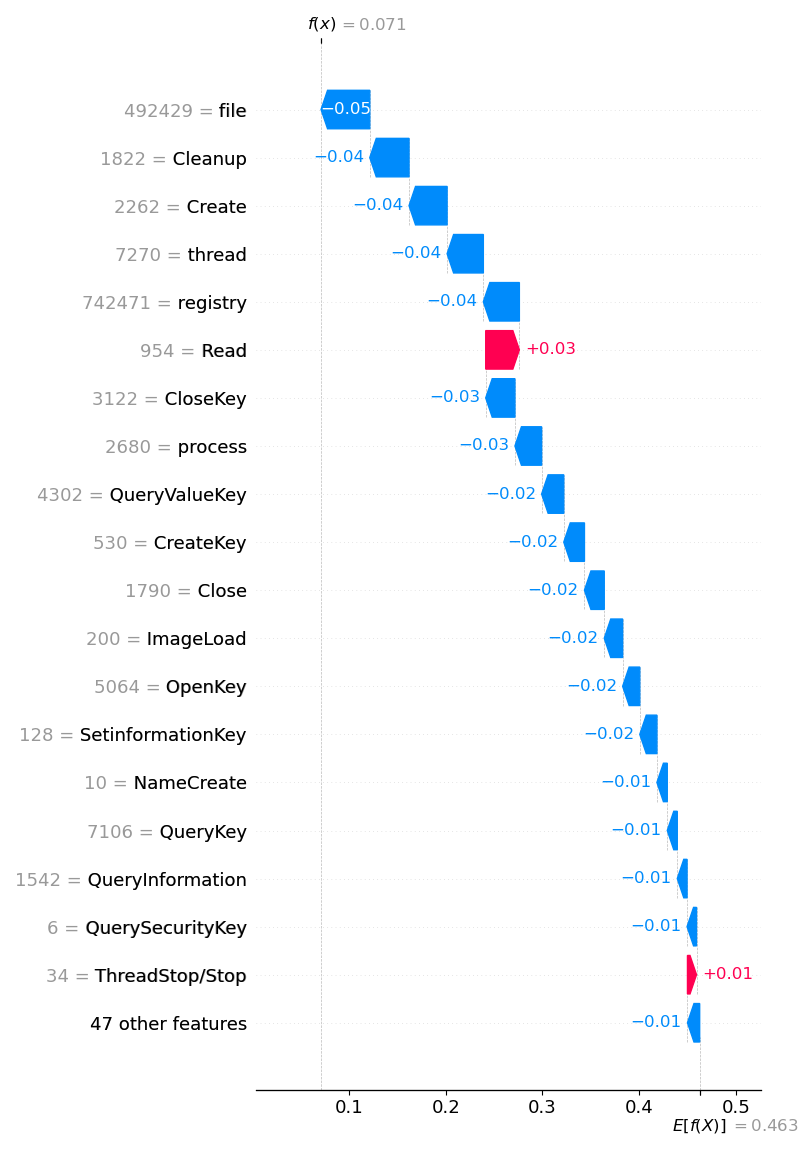 f(x) = 0.071
492429 = file −0.05
1822 = Cleanup −0.04
2262 = Create −0.04
7270 = thread −0.04
742471 = registry −0.04
954 = Read +0.03
3122 = CloseKey −0.03
2680 = process −0.03
4302 = QueryValueKey −0.02
530 = CreateKey −0.02
1790 = Close −0.02
200 = ImageLoad −0.02
5064 = OpenKey −0.02
128 = SetinformationKey −0.02
10 = NameCreate −0.01
7106 = QueryKey −0.01
1542 = QueryInformation −0.01
6 = QuerySecurityKey −0.01
34 = ThreadStop/Stop +0.01
47 other features −0.01
0.1 0.2 0.3 0.4 0.5
E[f(X)] = 0.463